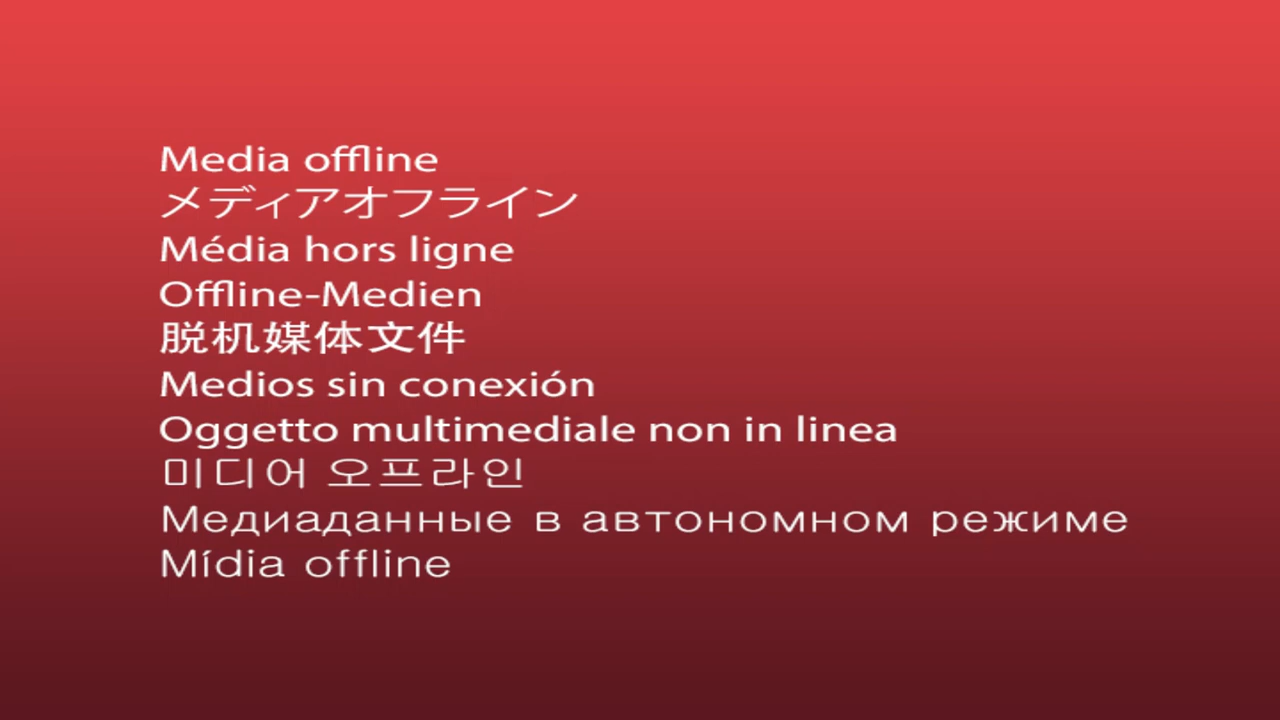 Media offline
メディアオフライン
Média hors ligne
Offline-Medien
脱机媒体文件
Medios sin conexión
Oggetto multimediale non in linea
미디어 오프라인
Медиаданные в автономном режиме
Mídia offline